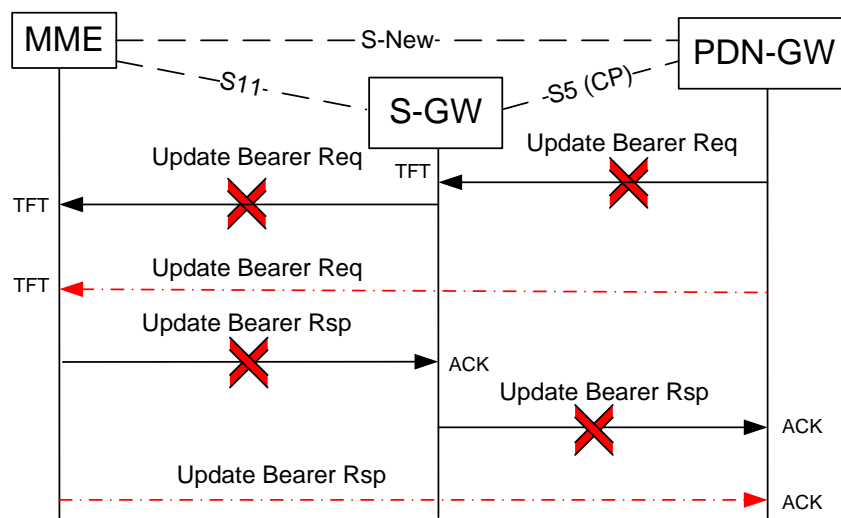 MME
S-New
PDN-GW
S11
S-GW
S5 (CP)
Update Bearer Req
Update Bearer Req
TFT
TFT
Update Bearer Req
TFT
Update Bearer Rsp
ACK
Update Bearer Rsp
ACK
Update Bearer Rsp
ACK